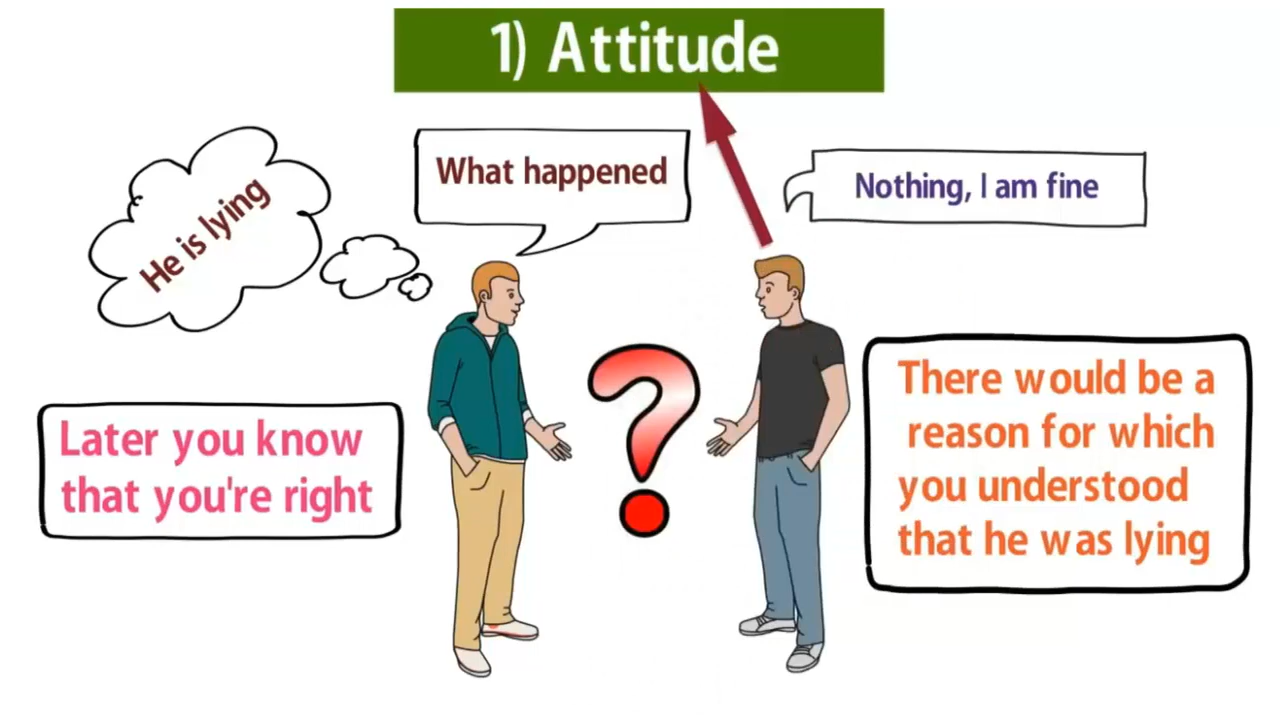 1) Attitude
What happened
Nothing, I am fine
He is lying
Later you know
that you're right
There would be a
reason for which
you understood
that he was lying